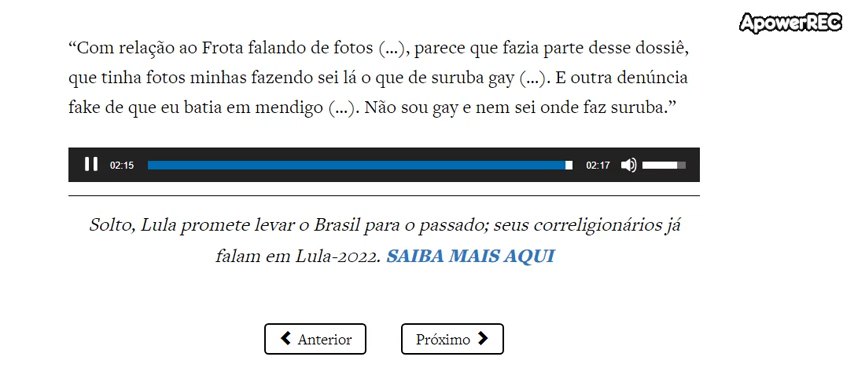 ApowerREC
“Com relação ao Frota falando de fotos (...), parece que fazia parte desse dossiê,
que tinha fotos minhas fazendo sei lá o que de suruba gay (...). E outra denúncia
fake de que eu batia em mendigo (...). Não sou gay e nem sei onde faz suruba.”
02:15 02:17
Solto, Lula promete levar o Brasil para o passado; seus correligionários já
falam em Lula-2022. SAIBA MAIS AQUI
Anterior Próximo